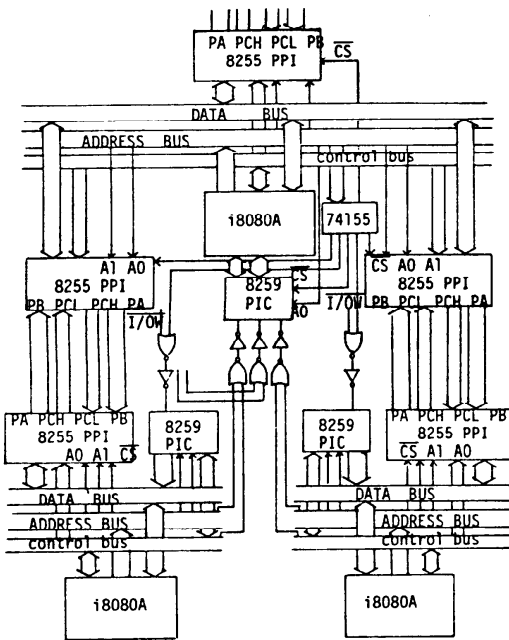 PA PCH PCL PB
8255 PPI
CS
DATA BUS
ADDRESS BUS
control bus
i8080A
74155
A1 A0
8255 PPI
PB PCL PCH PA
I/OW
8259
PIC
CS
A0
I/OW
CS A0 A1
8255 PPI
PB PCL PCH PA
PA PCH PCL PB
8255 PPI
A0 A1 CS
8259
PIC
8259
PIC
PA PCH PCL PB
8255 PPI
CS A1 A0
DATA BUS
ADDRESS BUS
control bus
i8080A
DATA BUS
ADDRESS BUS
control bus
i8080A